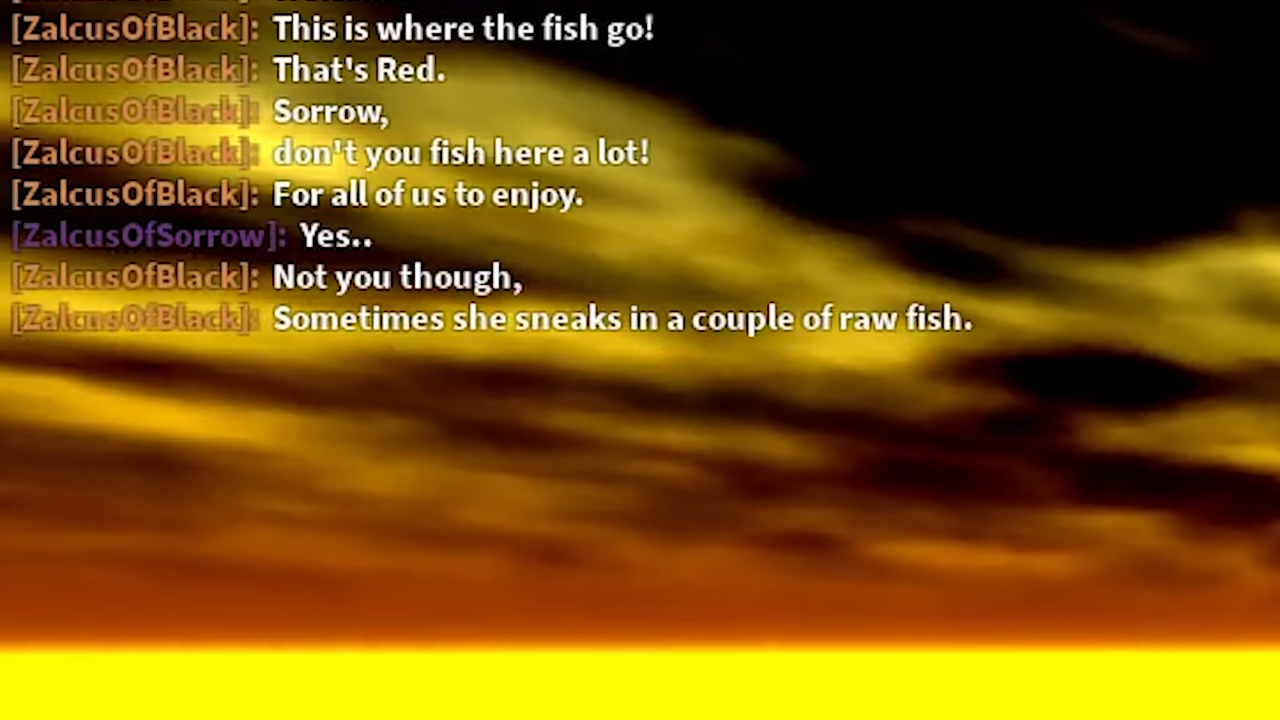 [ZalcusOfBlack]: This is where the fish go!
[ZalcusOfBlack]: That's Red.
[ZalcusOfBlack]: Sorrow,
[ZalcusOfBlack]: don't you fish here a lot!
[ZalcusOfBlack]: For all of us to enjoy.
[ZalcusOfSorrow]: Yes..
[ZalcusOfBlack]: Not you though,
[ZalcusOfBlack]: Sometimes she sneaks in a couple of raw fish.